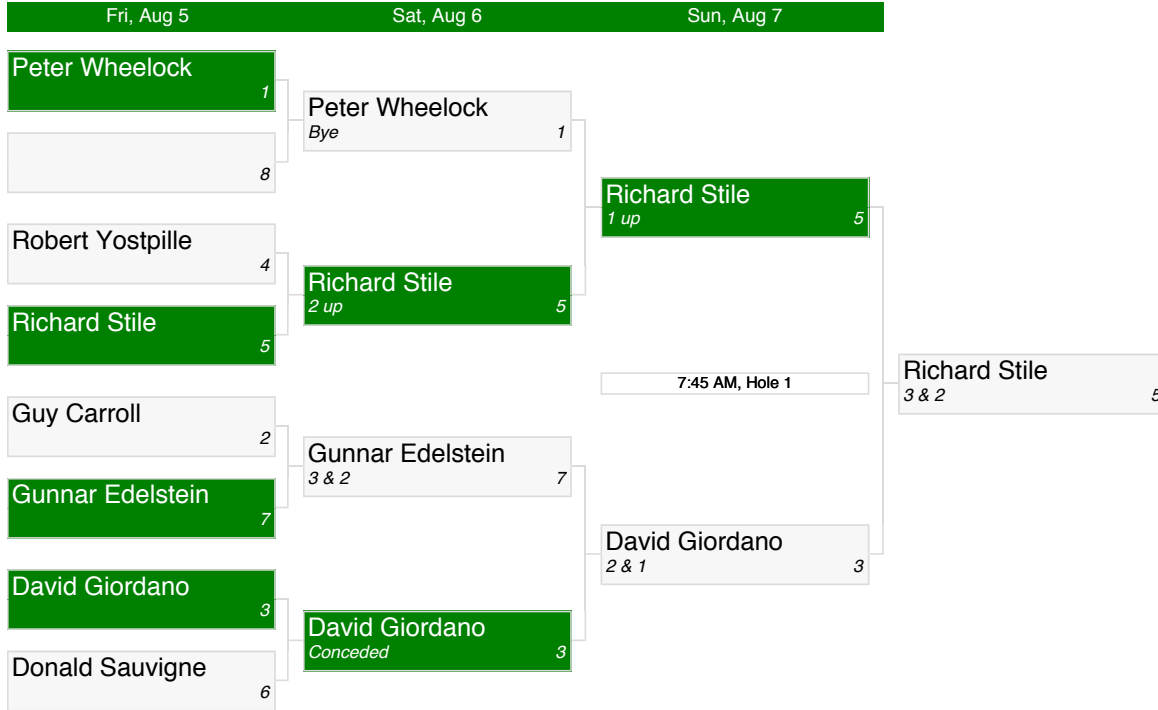 Fri, Aug 5
Sat, Aug 6
Sun, Aug 7
Peter Wheelock
1
8
Robert Yostpille
4
Richard Stile
5
Guy Carroll
2
Gunnar Edelstein
7
David Giordano
3
Donald Sauvigne
6
Peter Wheelock
Bye 1
Richard Stile
2 up 5
Gunnar Edelstein
3 & 2 7
David Giordano
Conceded 3
Richard Stile
1 up 5
7:45 AM, Hole 1
David Giordano
2 & 1 3
Richard Stile
3 & 2 5